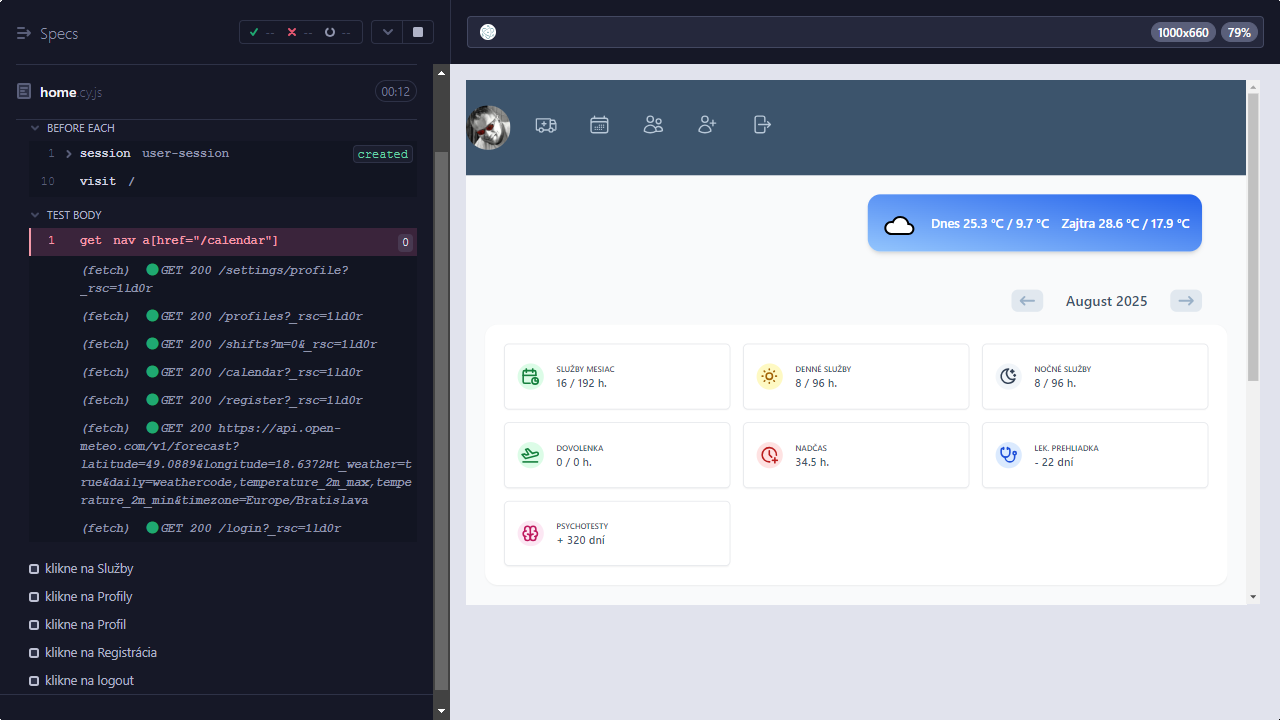 Specs
-- -- --
1000x660 79%
home.cy.js 00:12
BEFORE EACH
1 session user-session created
10 visit /
TEST BODY
1 get nav a[href="/calendar"] 0
(fetch) GET 200 /settings/profile?
_rsc=1ld0r
(fetch) GET 200 /profiles?_rsc=1ld0r
(fetch) GET 200 /shifts?m=0&_rsc=1ld0r
(fetch) GET 200 /calendar?_rsc=1ld0r
(fetch) GET 200 /register?_rsc=1ld0r
(fetch) GET 200 https://api.open-
meteo.com/v1/forecast?
latitude=49.0889&longitude=18.6372¤t_weather=t
rue&daily=weathercode,temperature_2m_max,tempe
rature_2m_min&timezone=Europe/Bratislava
(fetch) GET 200 /login?_rsc=1ld0r
klikne na Služby
klikne na Profily
klikne na Profil
klikne na Registrácia
klikne na logout
Dnes 25.3 °C / 9.7 °C Zajtra 28.6 °C / 17.9 °C
August 2025
SLUŽBY MESIAC
16 / 192 h.
DENNÉ SLUŽBY
8 / 96 h.
NOČNÉ SLUŽBY
8 / 96 h.
DOVOLENKA
0 / 0 h.
NADČAS
34.5 h.
LEK. PREHLIADKA
- 22 dní
PSYCHOTESTY
+ 320 dní